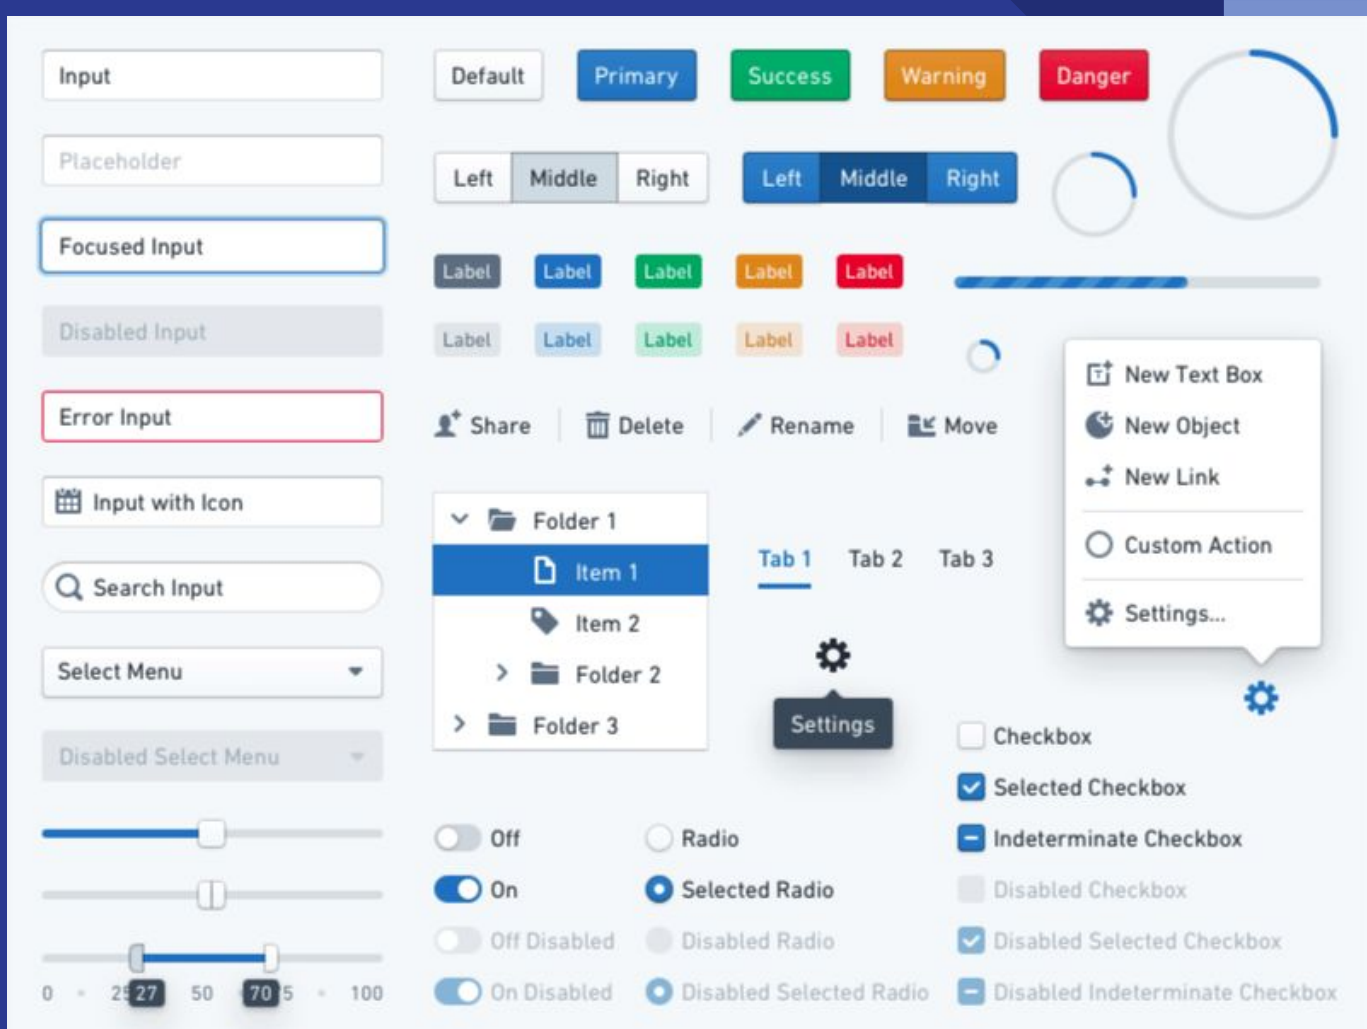 Input
Placeholder
Focused Input
Disabled Input
Error Input
Input with Icon
Search Input
Select Menu
Disabled Select Menu
0 27 50 70 100
Default Primary Success Warning Danger
Left Middle Right Left Middle Right
Label Label Label Label Label
Label Label Label Label Label
Share Delete Rename Move
Folder 1
Item 1
Item 2
Folder 2
Folder 3
Tab 1 Tab 2 Tab 3
Settings
New Text Box
New Object
New Link
Custom Action
Settings...
Off
On
Off Disabled
On Disabled
Radio
Selected Radio
Disabled Radio
Disabled Selected Radio
Checkbox
Selected Checkbox
Indeterminate Checkbox
Disabled Checkbox
Disabled Selected Checkbox
Disabled Indeterminate Checkbox